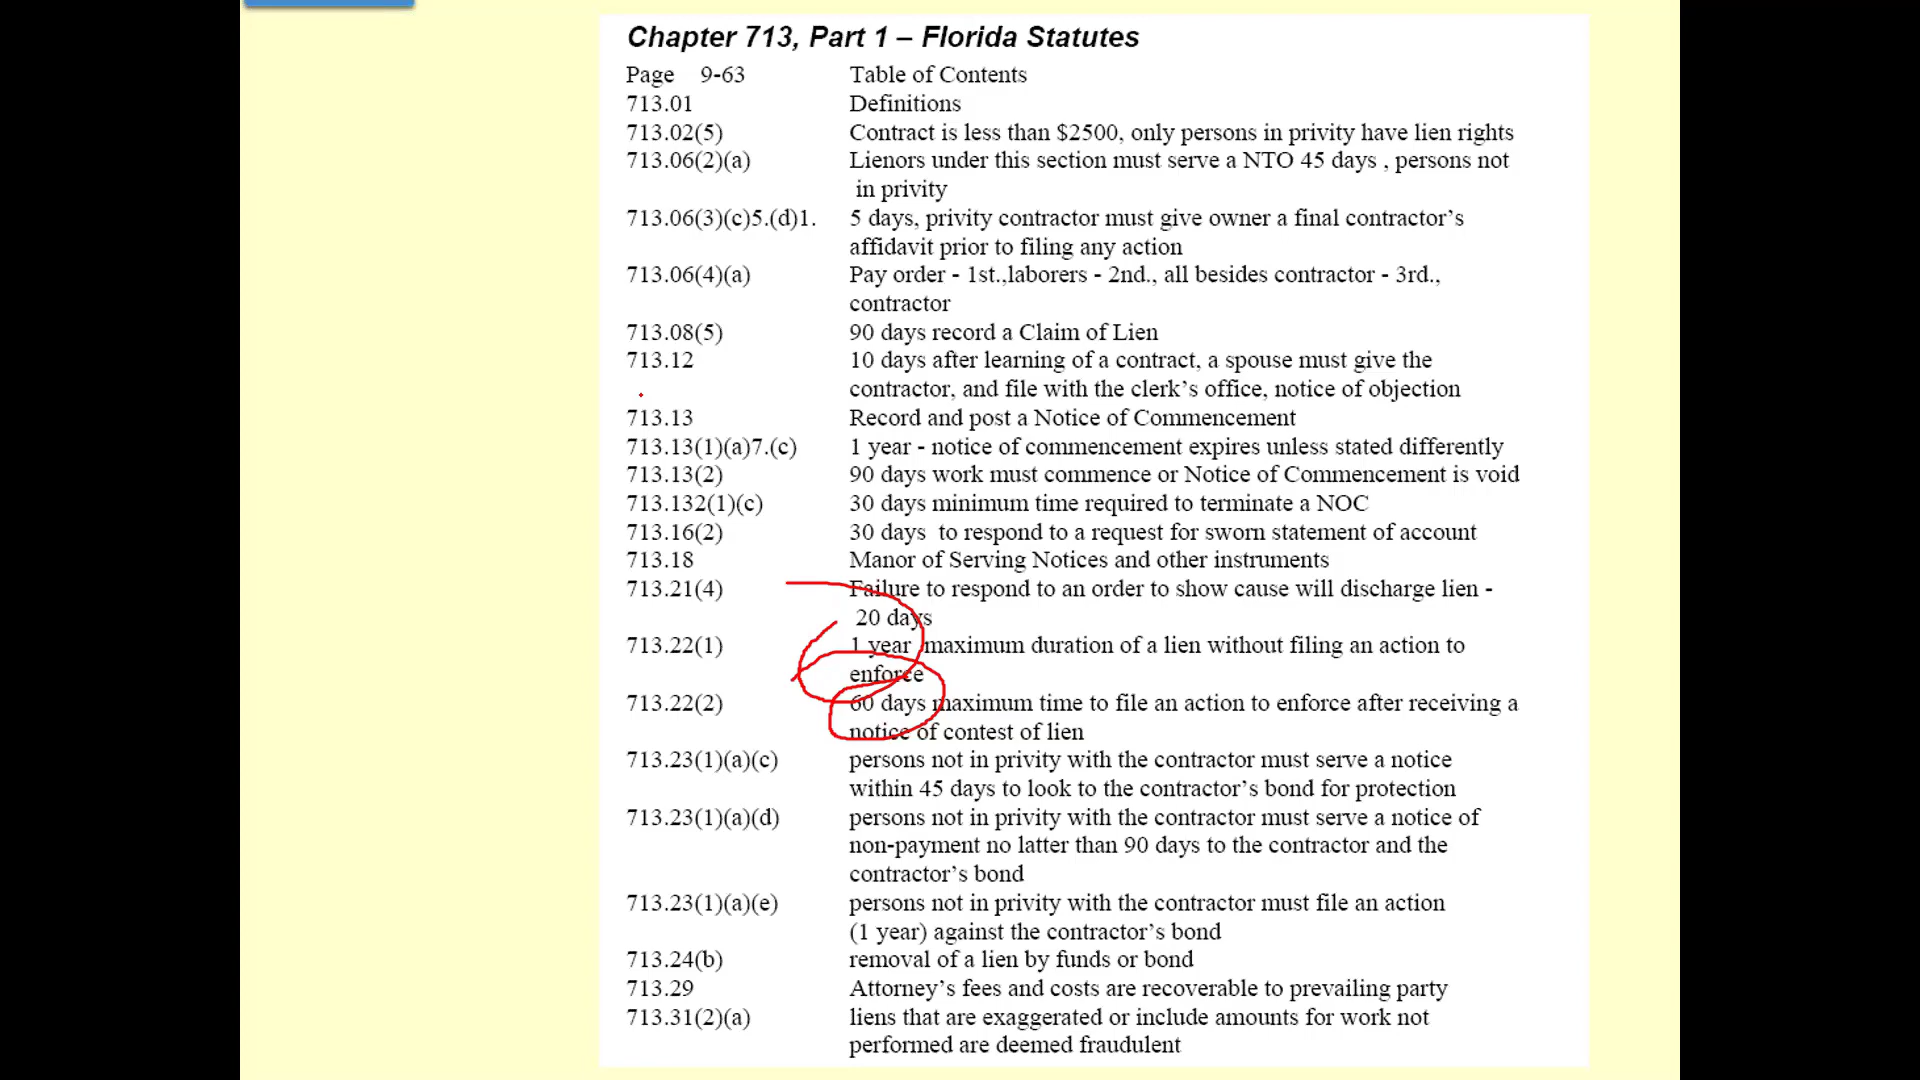 Chapter 713, Part 1 – Florida Statutes
Page 9-63 Table of Contents
713.01 Definitions
713.02(5) Contract is less than $2500, only persons in privity have lien rights
713.06(2)(a) Lienors under this section must serve a NTO 45 days , persons not
in privity
713.06(3)(c)5.(d)1. 5 days, privity contractor must give owner a final contractor’s
affidavit prior to filing any action
713.06(4)(a) Pay order - 1st.,laborers - 2nd., all besides contractor - 3rd.,
contractor
713.08(5) 90 days record a Claim of Lien
713.12 10 days after learning of a contract, a spouse must give the
contractor, and file with the clerk’s office, notice of objection
713.13 Record and post a Notice of Commencement
713.13(1)(a)7.(c) 1 year - notice of commencement expires unless stated differently
713.13(2) 90 days work must commence or Notice of Commencement is void
713.132(1)(c) 30 days minimum time required to terminate a NOC
713.16(2) 30 days to respond to a request for sworn statement of account
713.18 Manor of Serving Notices and other instruments
713.21(4) Failure to respond to an order to show cause will discharge lien -
20 days
713.22(1) 1 year maximum duration of a lien without filing an action to
enforce
713.22(2) 60 days maximum time to file an action to enforce after receiving a
notice of contest of lien
713.23(1)(a)(c) persons not in privity with the contractor must serve a notice
within 45 days to look to the contractor’s bond for protection
713.23(1)(a)(d) persons not in privity with the contractor must serve a notice of
non-payment no latter than 90 days to the contractor and the
contractor’s bond
713.23(1)(a)(e) persons not in privity with the contractor must file an action
(1 year) against the contractor’s bond
713.24(b) removal of a lien by funds or bond
713.29 Attorney’s fees and costs are recoverable to prevailing party
713.31(2)(a) liens that are exaggerated or include amounts for work not
performed are deemed fraudulent